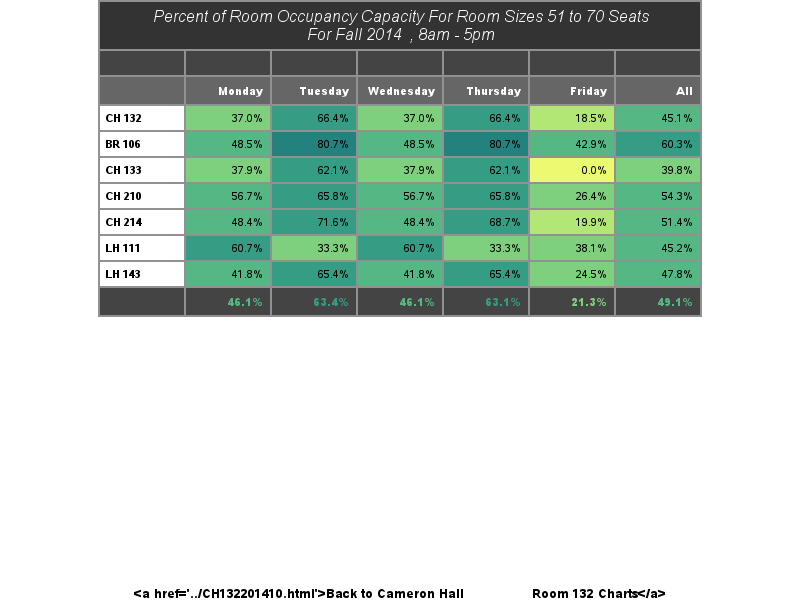 Percent of Room Occupancy Capacity For Room Sizes 51 to 70 Seats
For Fall 2014 , 8am - 5pm
Monday Tuesday Wednesday Thursday Friday All
CH 132 37.0% 66.4% 37.0% 66.4% 18.5% 45.1%
BR 106 48.5% 80.7% 48.5% 80.7% 42.9% 60.3%
CH 133 37.9% 62.1% 37.9% 62.1% 0.0% 39.8%
CH 210 56.7% 65.8% 56.7% 65.8% 26.4% 54.3%
CH 214 48.4% 71.6% 48.4% 68.7% 19.9% 51.4%
LH 111 60.7% 33.3% 60.7% 33.3% 38.1% 45.2%
LH 143 41.8% 65.4% 41.8% 65.4% 24.5% 47.8%
46.1% 63.4% 46.1% 63.1% 21.3% 49.1%
<a href='../CH132201410.html'>Back to Cameron Hall Room 132 Charts</a>